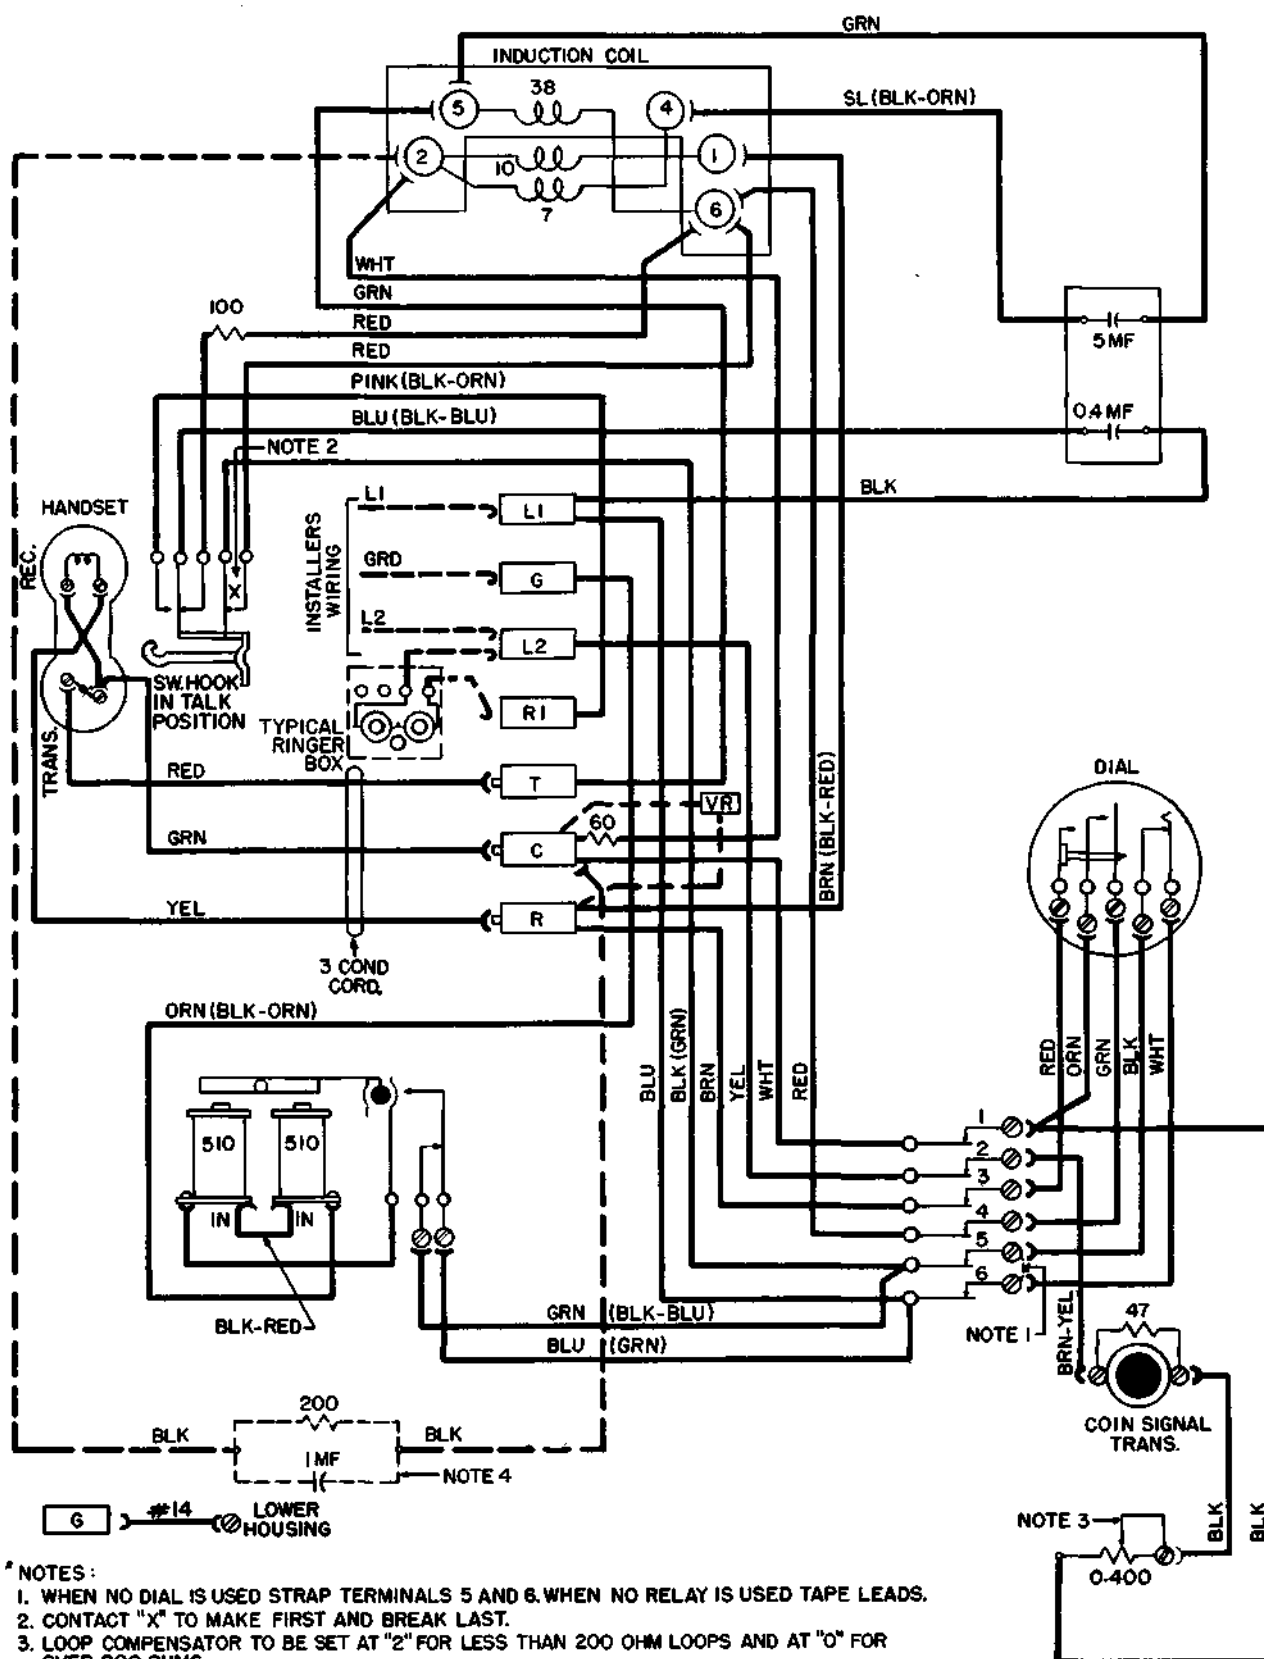 GRN
INDUCTION COIL
38
5
4
SL (BLK-ORN)
2
10
1
7
6
WHT
GRN
100
RED
RED
5 MF
PINK (BLK-ORN)
BLU (BLK-BLU)
0.4 MF
NOTE 2
BLK
HANDSET
REC.
X
INSTALLERS
WIRING
L1
L1
GRD
G
L2
L2
SW. HOOK
IN TALK
POSITION
R1
TYPICAL
RINGER
BOX
TRANS.
RED
T
VR
60
GRN
C
YEL
R
BRN (BLK-RED)
DIAL
3 COND
CORD.
ORN (BLK-ORN)
BLU
BLK (GRN)
BRN
YEL
WHT
RED
RED
ORN
GRN
BLK
WHT
510
510
IN
IN
1
2
3
4
5
6
BLK-RED
GRN (BLK-BLU)
BLU (GRN)
NOTE 1
BRN-YEL
47
COIN SIGNAL
TRANS.
200
BLK
BLK
1 MF
NOTE 4
G
#14
LOWER
HOUSING
NOTE 3
BLK
BLK
0-400
* NOTES:
1. WHEN NO DIAL IS USED STRAP TERMINALS 5 AND 6. WHEN NO RELAY IS USED TAPE LEADS.
2. CONTACT "X" TO MAKE FIRST AND BREAK LAST.
3. LOOP COMPENSATOR TO BE SET AT "2" FOR LESS THAN 200 OHM LOOPS AND AT "0" FOR